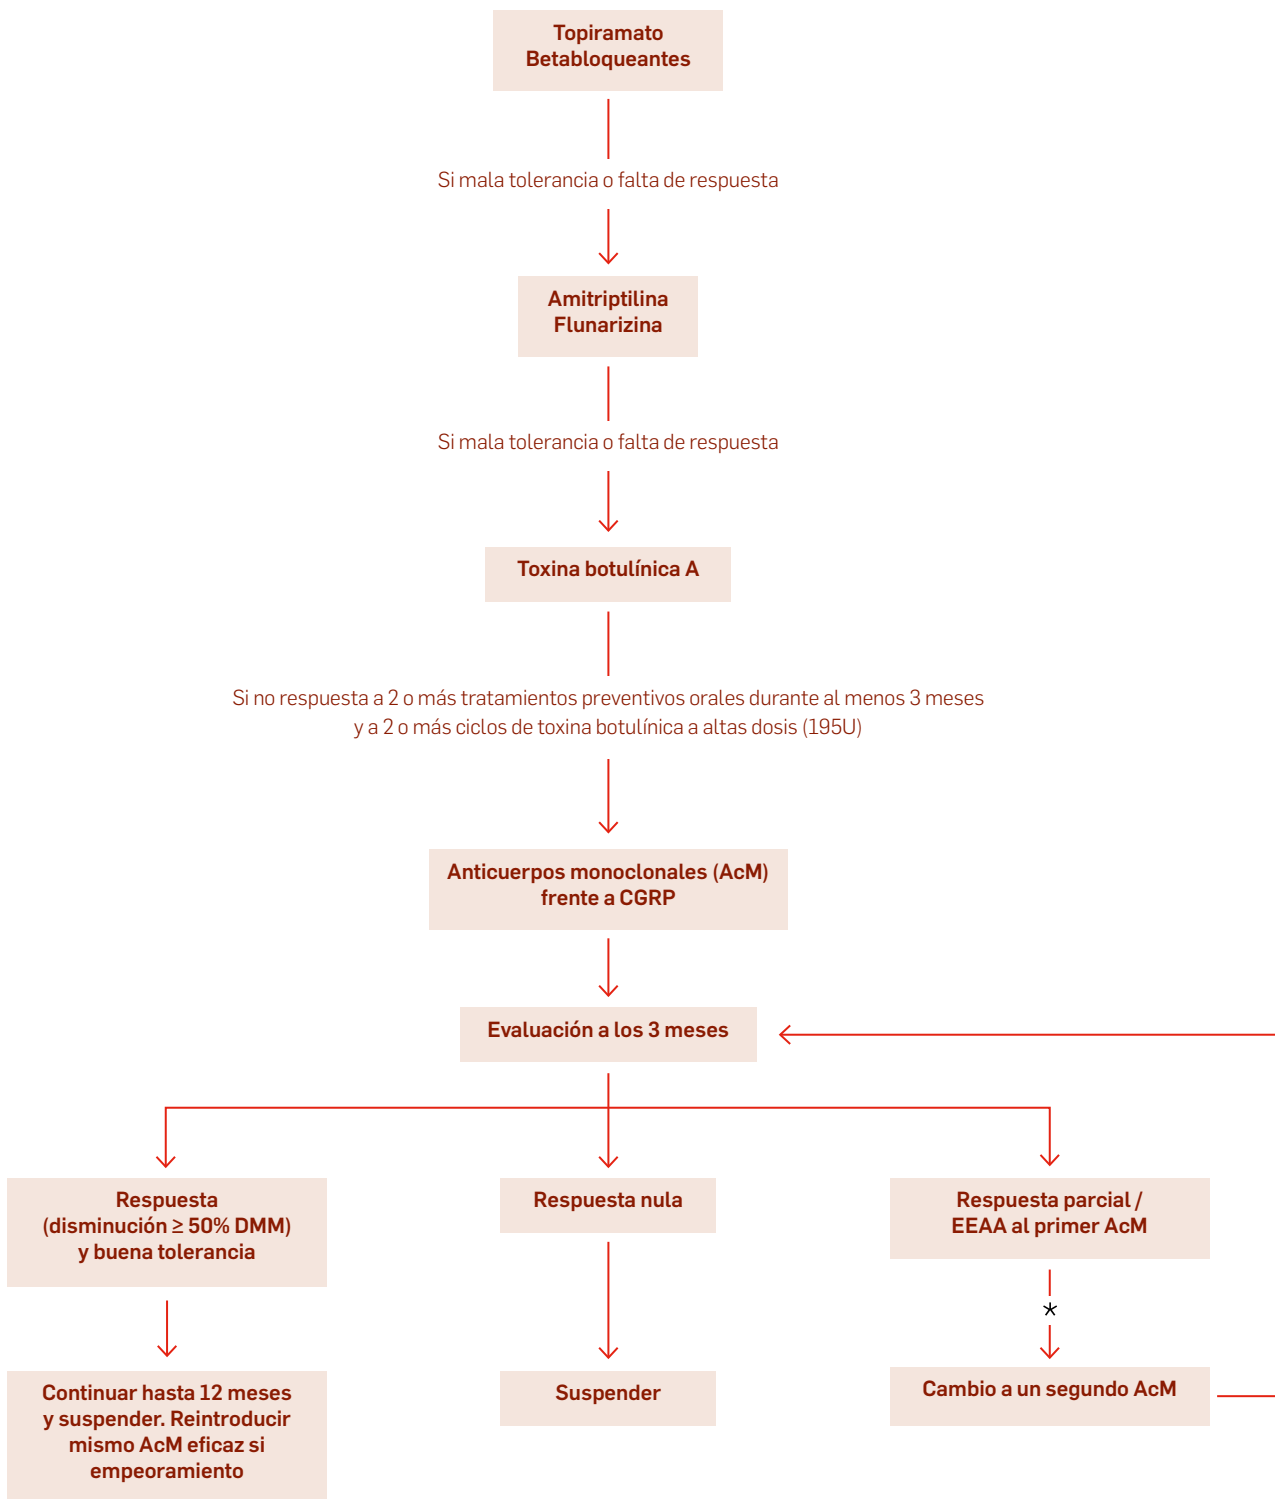 Topiramato
Betabloqueantes
Si mala tolerancia o falta de respuesta
Amitriptilina
Flunarizina
Si mala tolerancia o falta de respuesta
Toxina botulínica A
Si no respuesta a 2 o más tratamientos preventivos orales durante al menos 3 meses
y a 2 o más ciclos de toxina botulínica a altas dosis (195U)
Anticuerpos monoclonales (AcM)
frente a CGRP
Evaluación a los 3 meses
Respuesta
(disminución ≥ 50% DMM)
y buena tolerancia
Respuesta nula
Respuesta parcial /
EEAA al primer AcM
*
Continuar hasta 12 meses
y suspender. Reintroducir
mismo AcM eficaz si
empeoramiento
Suspender
Cambio a un segundo AcM